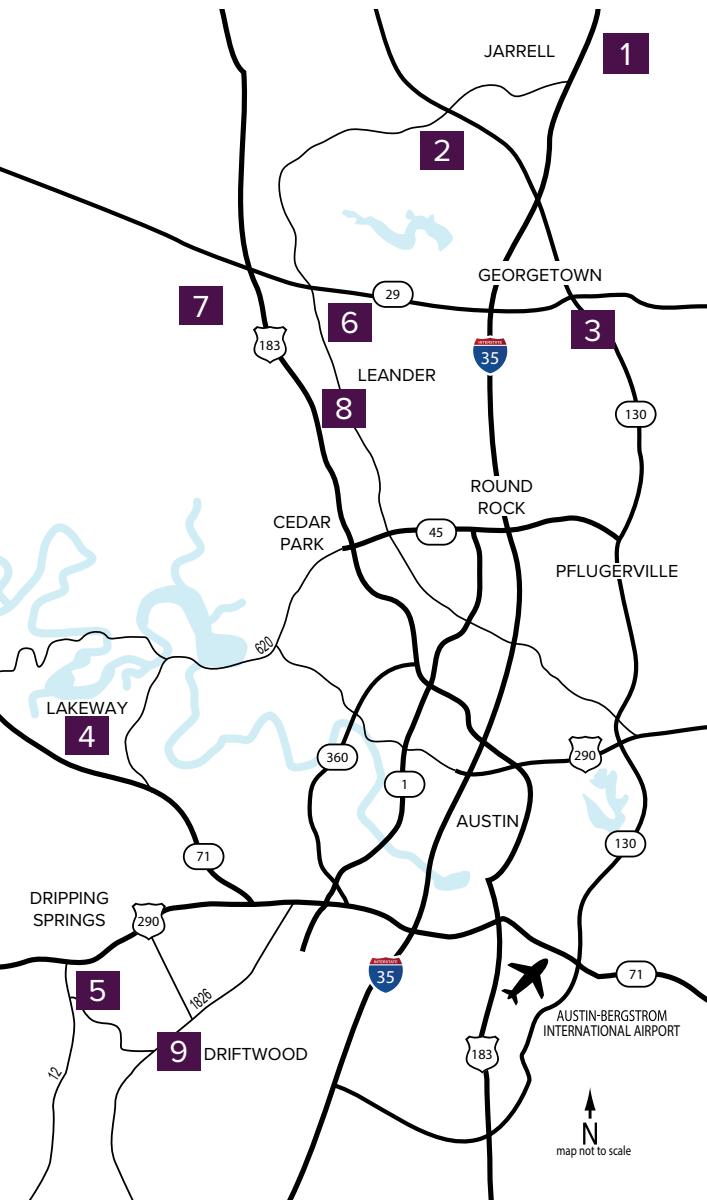 JARRELL
1
2
GEORGETOWN
29
7
6
3
183
INTERSTATE
35
LEANDER
8
130
ROUND
ROCK
CEDAR
PARK
45
PFLUGERVILLE
620
LAKEWAY
4
290
360
1
AUSTIN
130
71
DRIPPING
SPRINGS
290
INTERSTATE
35
71
5
1826
AUSTIN-BERGSTROM
INTERNATIONAL AIRPORT
9
DRIFTWOOD
183
12
N
map not to scale